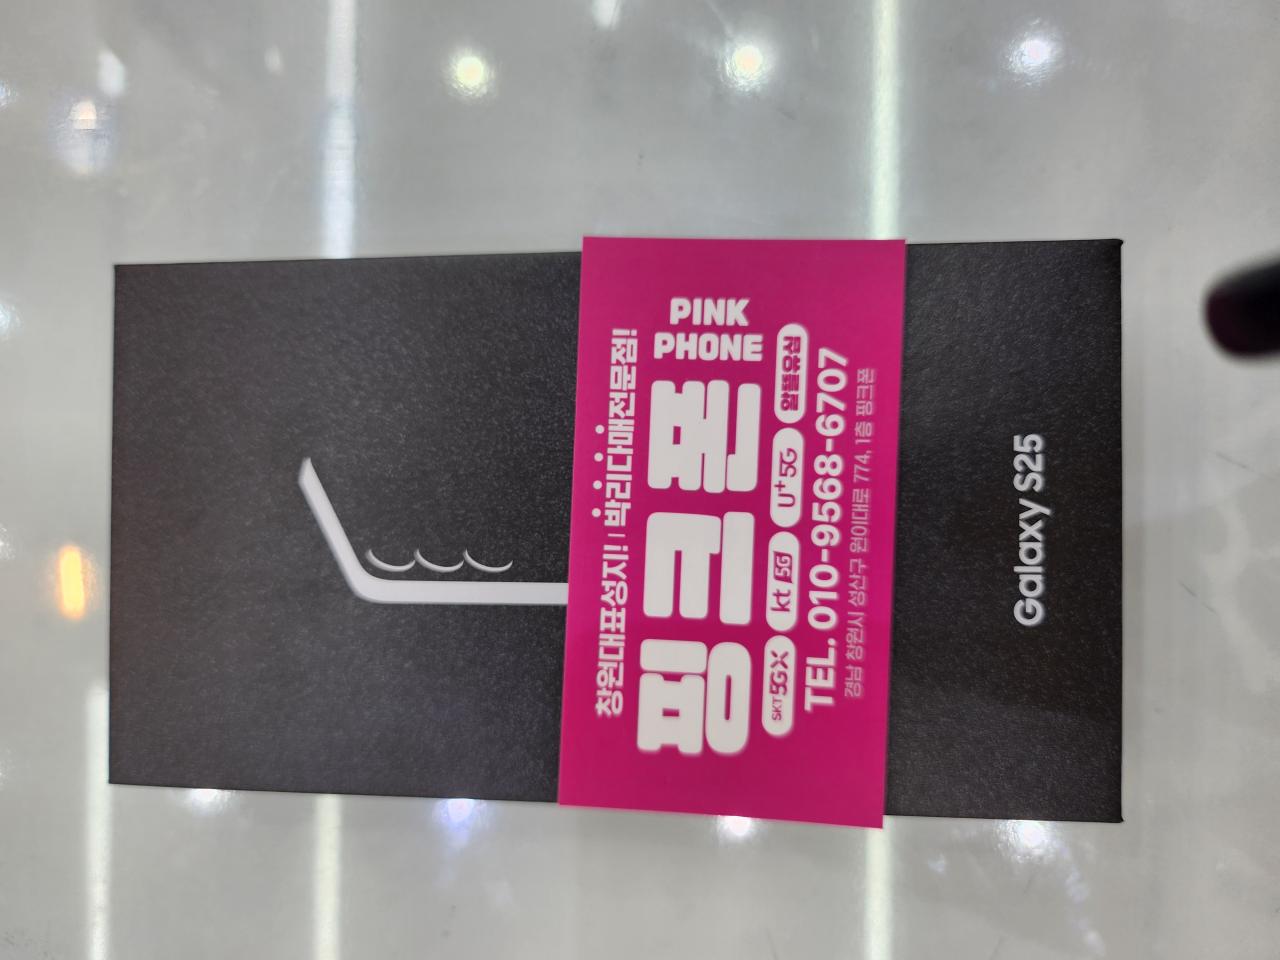 창원대표성지! | 박리다매전문점!
핑크폰 PINK PHONE
SKT 5GX kt 5G U+5G 알뜰유심
TEL. 010-9568-6707
경남 창원시 성산구 원이대로 774, 1층 핑크폰
Galaxy S25